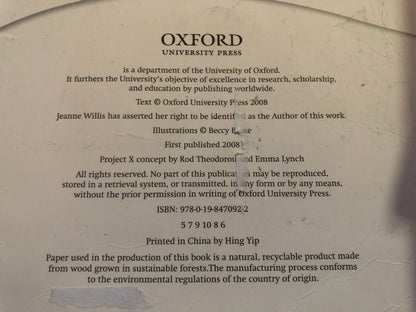 OXFORD
UNIVERSITY PRESS
is a department of the University of Oxford.
It furthers the University's objective of excellence in research, scholarship,
and education by publishing worldwide.
Text © Oxford University Press 2008
Jeanne Willis has asserted her right to be identified as the Author of this work.
Illustrations © Beccy
First published 2008
Project X concept by Rod Theodorou and Emma Lynch
All rights reserved. No part of this publication may be reproduced,
stored in a retrieval system, or transmitted, in any form or by any means,
without the prior permission in writing of Oxford University Press.
ISBN: 978-0-19-847092-2
5 7 9 10 8 6
Printed in China by Hing Yip
Paper used in the production of this book is a natural, recyclable product made
from wood grown in sustainable forests.The manufacturing process conforms
to the environmental regulations of the country of origin.